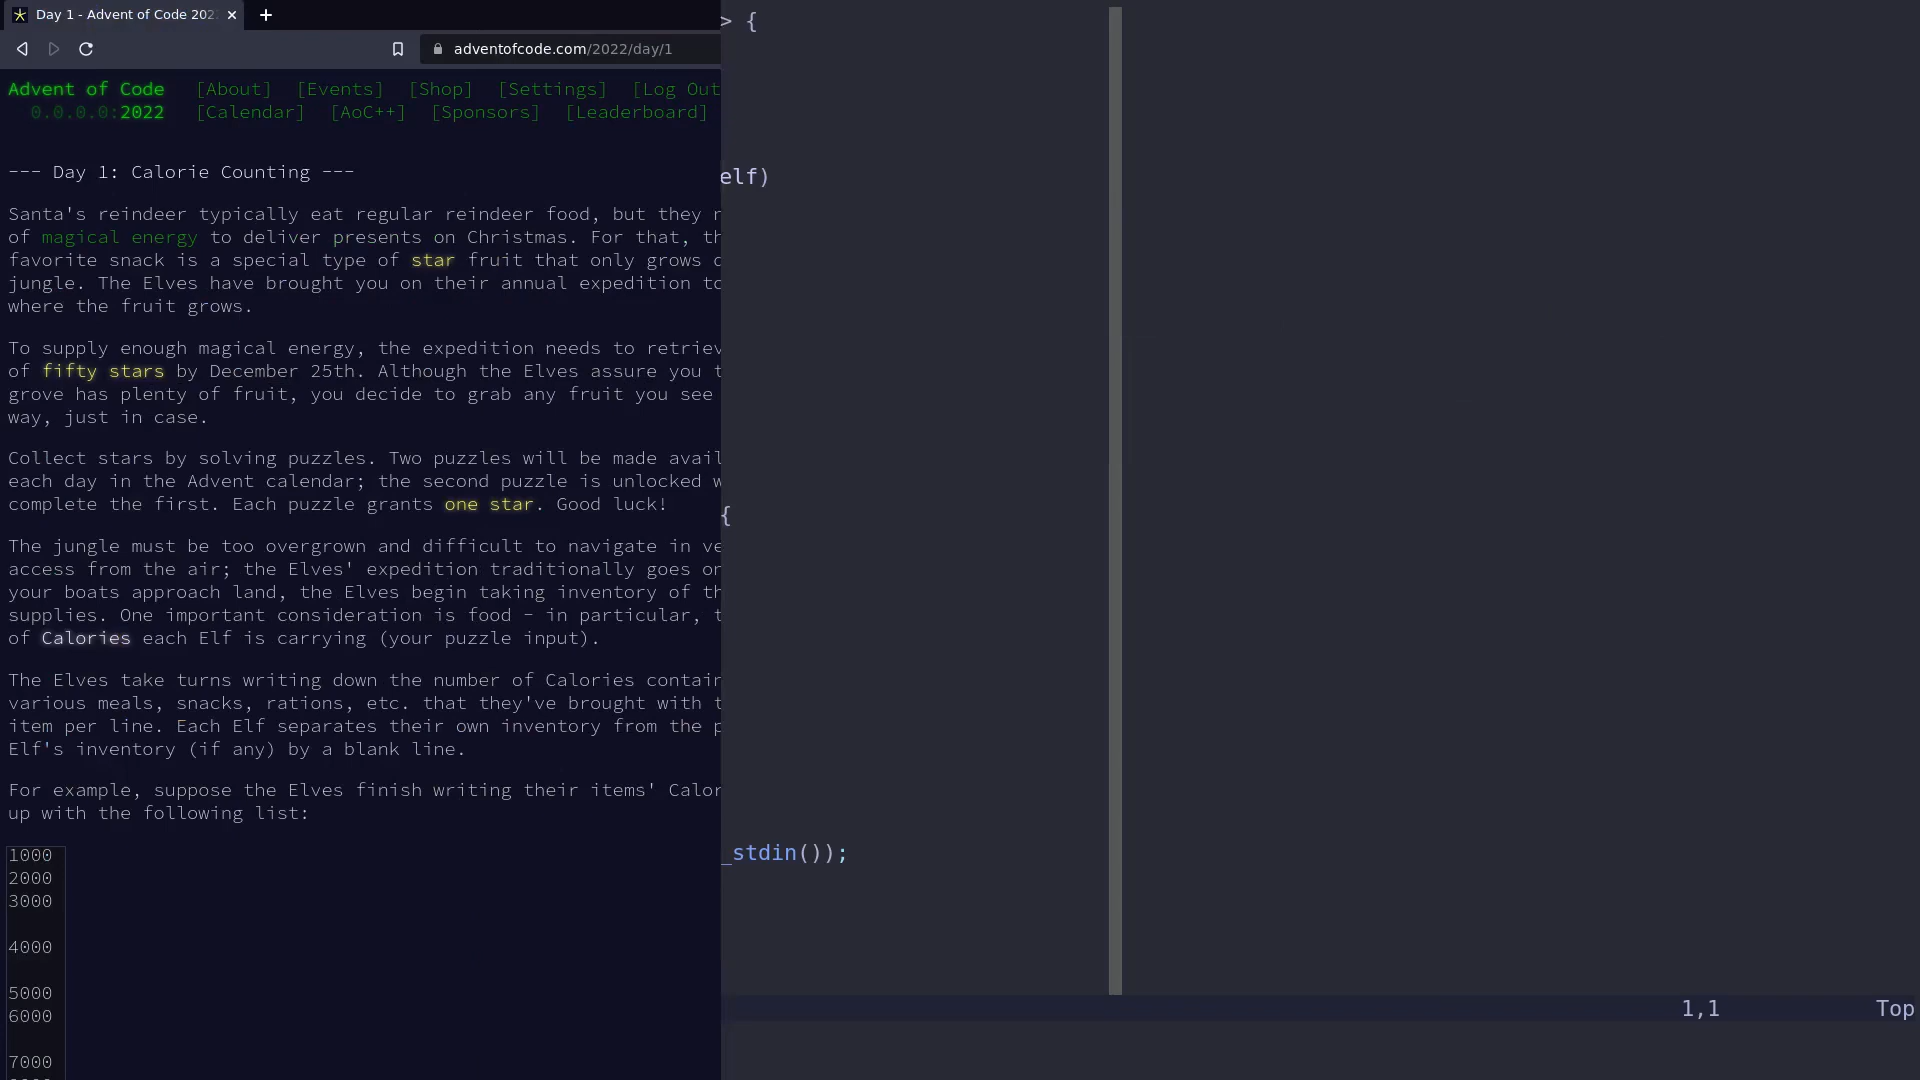 Day 1 - Advent of Code 202
adventofcode.com/2022/day/1
Advent of Code [About] [Events] [Shop] [Settings] [Log Out
0.0.0.0:2022 [Calendar] [AoC++] [Sponsors] [Leaderboard]
--- Day 1: Calorie Counting ---
Santa's reindeer typically eat regular reindeer food, but they
of magical energy to deliver presents on Christmas. For that,
favorite snack is a special type of star fruit that only grows
jungle. The Elves have brought you on their annual expedition
where the fruit grows.
To supply enough magical energy, the expedition needs to
of fifty stars by December 25th. Although the Elves assure you
grove has plenty of fruit, you decide to grab any fruit you see
way, just in case.
Collect stars by solving puzzles. Two puzzles will be made
each day in the Advent calendar; the second puzzle is unlocked
complete the first. Each puzzle grants one star. Good luck!
The jungle must be too overgrown and difficult to navigate in
access from the air; the Elves' expedition traditionally goes
your boats approach land, the Elves begin taking inventory of
supplies. One important consideration is food - in particular,
of Calories each Elf is carrying (your puzzle input).
The Elves take turns writing down the number of Calories
various meals, snacks, rations, etc. that they've brought with
item per line. Each Elf separates their own inventory from the
Elf's inventory (if any) by a blank line.
For example, suppose the Elves finish writing their items'
up with the following list:
1000
2000
3000
4000
5000
6000
7000
> {
elf)
{
_stdin());
1,1 Top